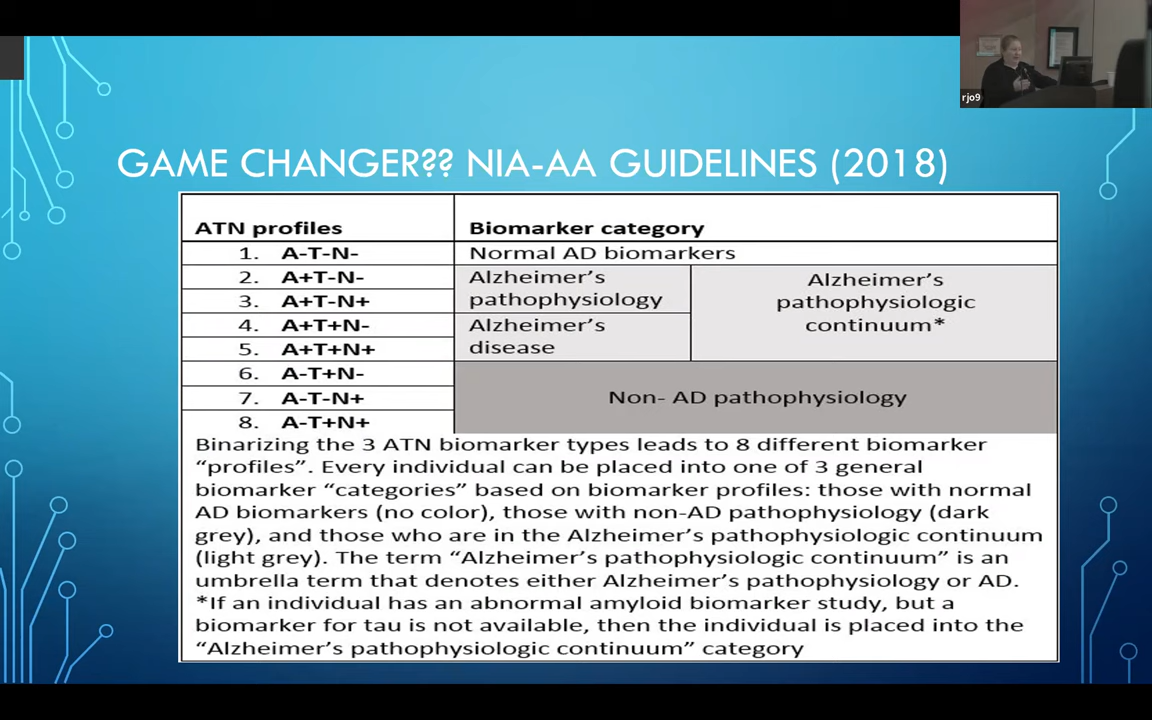 rjo9
GAME CHANGER?? NIA-AA GUIDELINES (2018)
ATN profiles
Biomarker category
1. A-T-N-
Normal AD biomarkers
2. A+T-N-
3. A+T-N+
Alzheimer's
pathophysiology
4. A+T+N-
5. A+T+N+
Alzheimer's
disease
Alzheimer's
pathophysiologic
continuum*
6. A-T+N-
7. A-T-N+
8. A-T+N+
Non- AD pathophysiology
Binarizing the 3 ATN biomarker types leads to 8 different biomarker
“profiles”. Every individual can be placed into one of 3 general
biomarker “categories” based on biomarker profiles: those with normal
AD biomarkers (no color), those with non-AD pathophysiology (dark
grey), and those who are in the Alzheimer's pathophysiologic continuum
(light grey). The term “Alzheimer's pathophysiologic continuum” is an
umbrella term that denotes either Alzheimer's pathophysiology or AD.
*If an individual has an abnormal amyloid biomarker study, but a
biomarker for tau is not available, then the individual is placed into the
“Alzheimer's pathophysiologic continuum” category